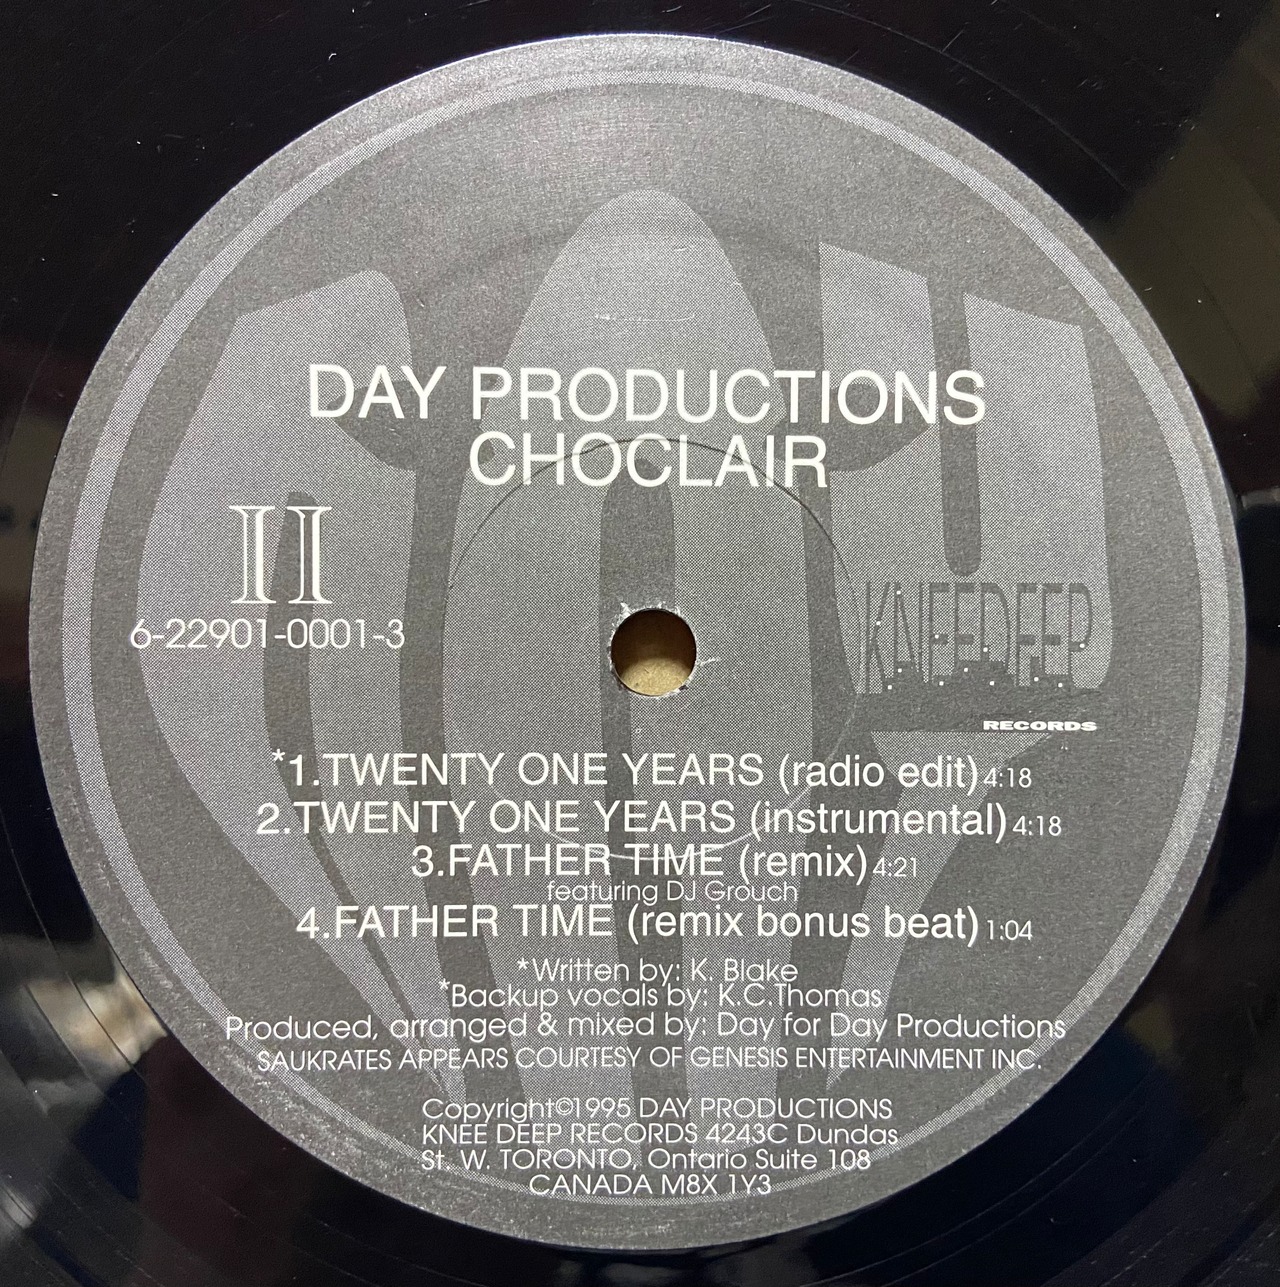 DAY PRODUCTIONS
CHOCLAIR
II
6-22901-0001-3
KNEEDEEP
RECORDS
*1.TWENTY ONE YEARS (radio edit) 4:18
2.TWENTY ONE YEARS (instrumental) 4:18
3.FATHER TIME (remix) 4:21
featuring DJ Grouch
4.FATHER TIME (remix bonus beat) 1:04
*Written by: K. Blake
*Backup vocals by: K.C.Thomas
Produced, arranged & mixed by: Day for Day Productions
SAUKRATES APPEARS COURTESY OF GENESIS ENTERTAINMENT INC.
Copyright©1995 DAY PRODUCTIONS
KNEE DEEP RECORDS 4243C Dundas
St. W. TORONTO, Ontario Suite 108
CANADA M8X 1Y3